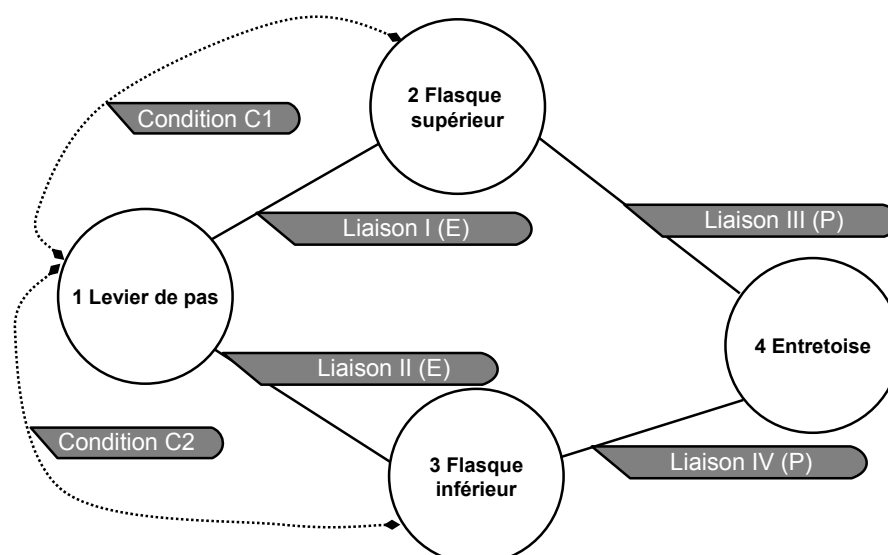 2 Flasque
supérieur
Condition C1
Liaison I (E)
Liaison III (P)
1 Levier de pas
4 Entretoise
Liaison II (E)
Condition C2
3 Flasque
inférieur
Liaison IV (P)